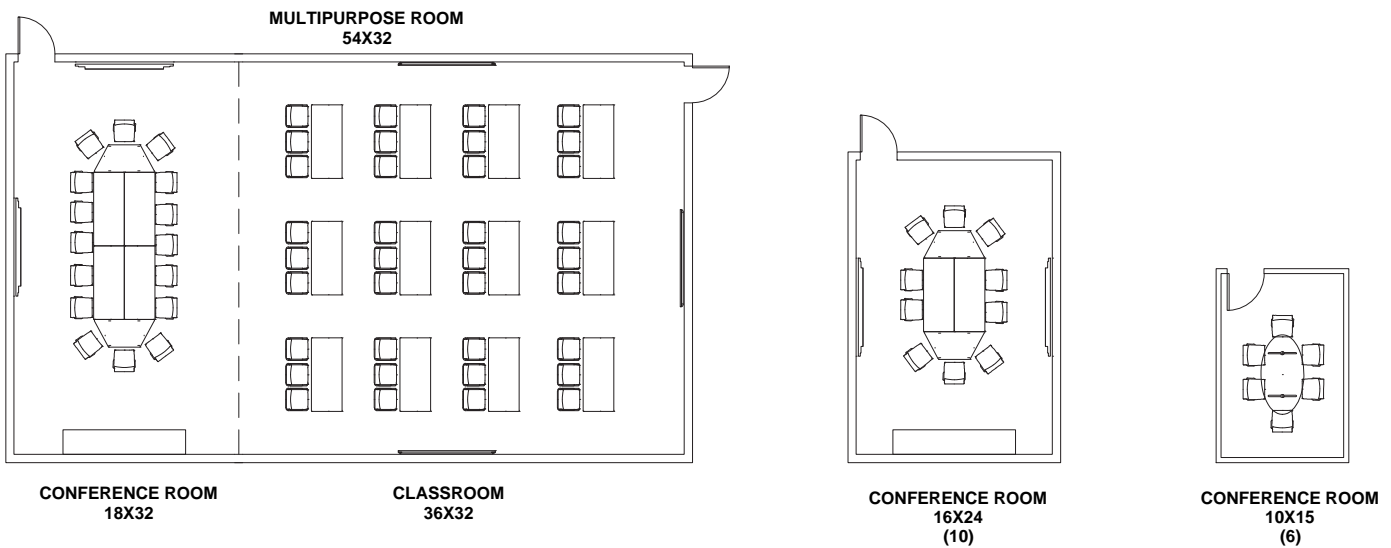 MULTIPURPOSE ROOM
54X32
CONFERENCE ROOM
18X32
CLASSROOM
36X32
CONFERENCE ROOM
16X24
(10)
CONFERENCE ROOM
10X15
(6)